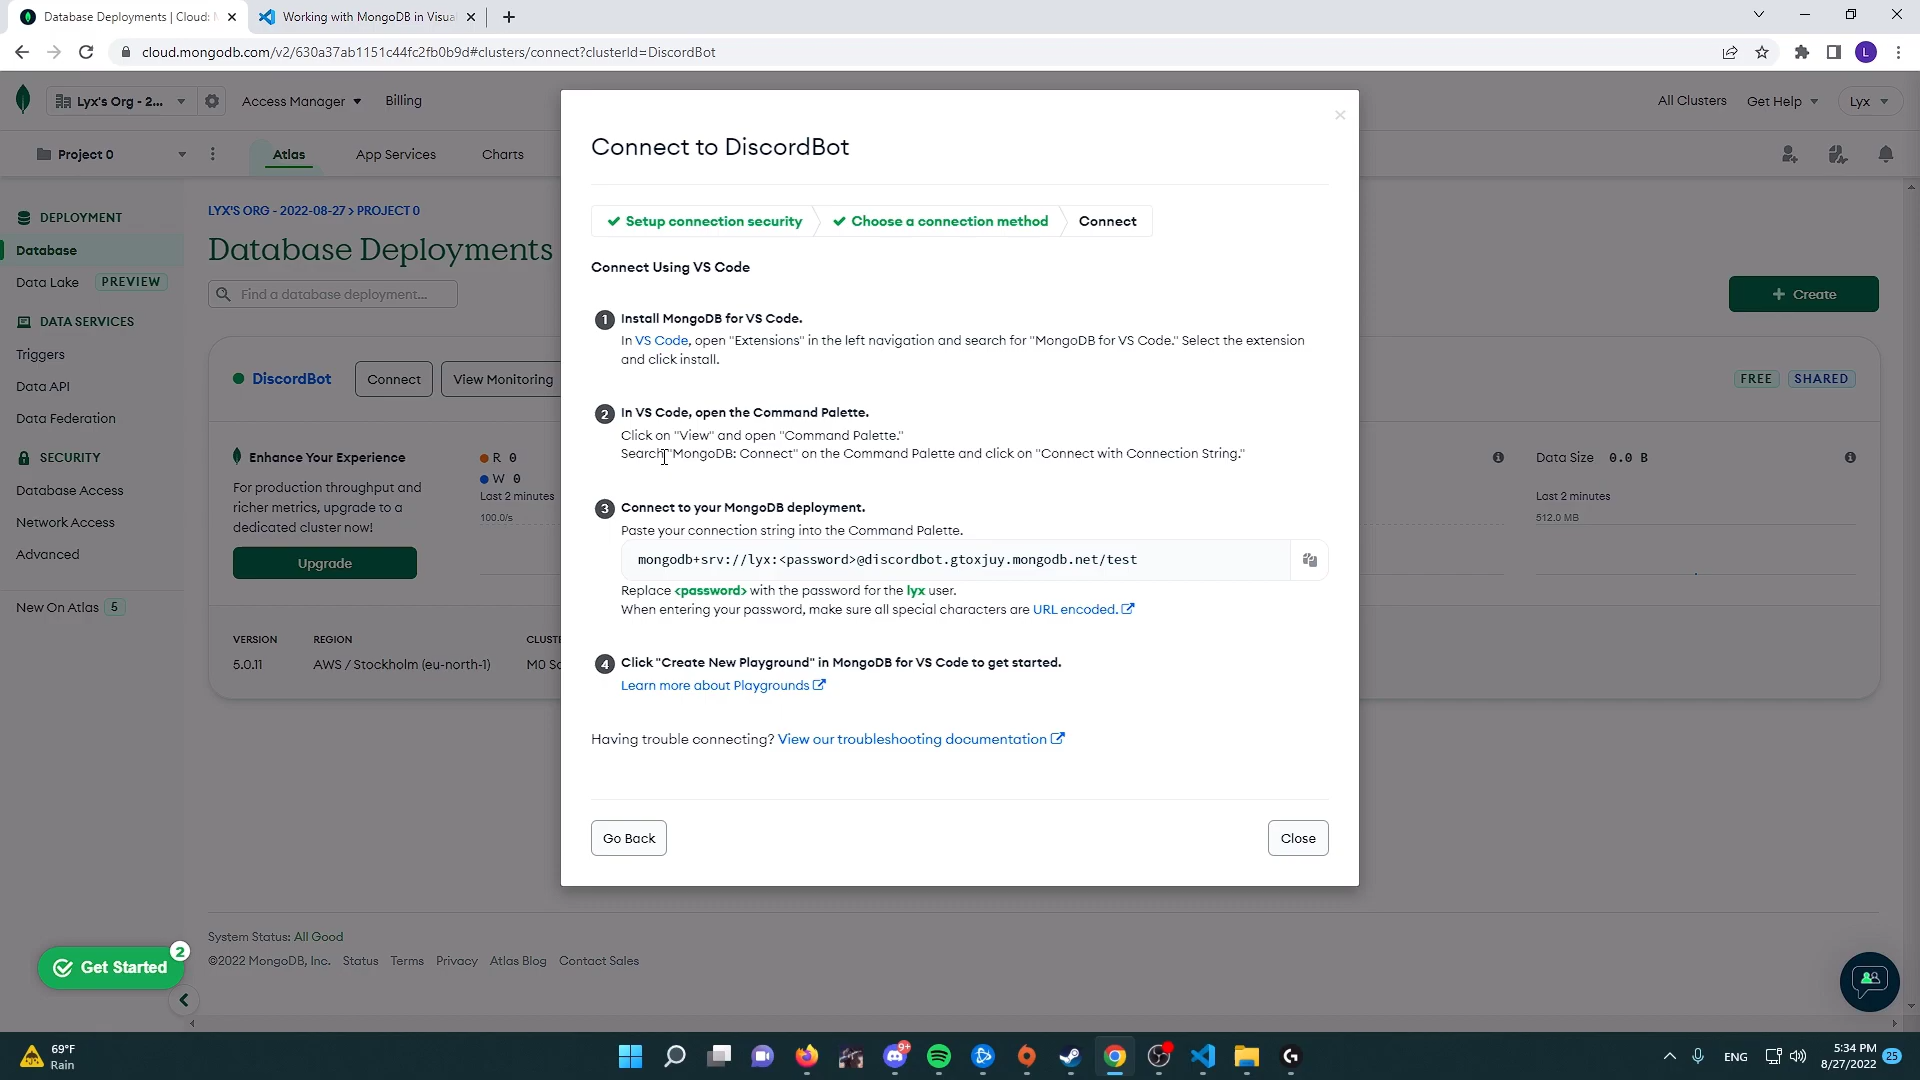 Database Deployments | Cloud: M
Working with MongoDB in Visual
cloud.mongodb.com/v2/630a37ab1151c44fc2fb0b9d#clusters/connect?clusterId=DiscordBot
L
Lyx's Org - 2...
Access Manager
Billing
All Clusters
Get Help
Lyx
Project 0
Atlas
App Services
Charts
DEPLOYMENT
Database
Data Lake PREVIEW
DATA SERVICES
Triggers
Data API
Data Federation
SECURITY
Database Access
Network Access
Advanced
New On Atlas 5
Get Started 2
LYX'S ORG - 2022-08-27 > PROJECT 0
Database Deployments
Find a database deployment...
+ Create
DiscordBot
Connect
View Monitoring
FREE SHARED
Enhance Your Experience
For production throughput and
richer metrics, upgrade to a
dedicated cluster now!
Upgrade
R 0
W 0
Last 2 minutes
100.0/s
Data Size 0.0 B
Last 2 minutes
512.0 MB
VERSION
5.0.11
REGION
AWS / Stockholm (eu-north-1)
Connect to DiscordBot
Setup connection security
Choose a connection method
Connect
Connect Using VS Code
1 Install MongoDB for VS Code.
In VS Code, open "Extensions" in the left navigation and search for "MongoDB for VS Code." Select the extension
and click install.
2 In VS Code, open the Command Palette.
Click on "View" and open "Command Palette."
Search "MongoDB: Connect" on the Command Palette and click on "Connect with Connection String."
3 Connect to your MongoDB deployment.
Paste your connection string into the Command Palette.
mongodb+srv://lyx:<password>@discordbot.gtoxjuy.mongodb.net/test
Replace <password> with the password for the lyx user.
When entering your password, make sure all special characters are URL encoded.
4 Click "Create New Playground" in MongoDB for VS Code to get started.
Learn more about Playgrounds
Having trouble connecting? View our troubleshooting documentation
Go Back
Close
System Status: All Good
©2022 MongoDB, Inc. Status Terms Privacy Atlas Blog Contact Sales
69°F
Rain
9+
ENG
5:34 PM
8/27/2022
25